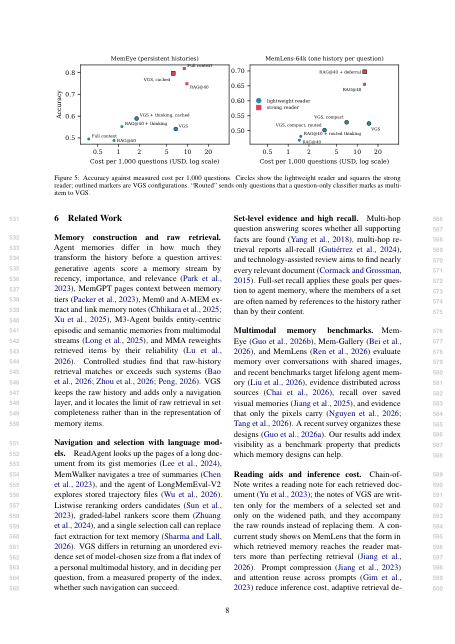 MemEye (persistent histories)
Full context
VGS, cached
RAG@40
VGS + thinking, cached
RAG@40 + thinking
VGS
Full context
RAG@40
0.8
0.7
0.6
0.5
Accuracy
0.5 1 2 5 10 20
Cost per 1,000 questions (USD, log scale)
MemLens-64k (one history per question)
RAG@40 + deferral
RAG@40
lightweight reader
strong reader
VGS, compact
VGS, compact, routed
VGS
RAG@40 + routed thinking
RAG@40
0.70
0.65
0.60
0.55
0.50
0.5 1 2 5 10 20
Cost per 1,000 questions (USD, log scale)
Figure 5: Accuracy against measured cost per 1,000 questions. Circles show the lightweight reader and squares the strong
reader; outlined markers are VGS configurations. “Routed” sends only questions that a question-only classifier marks as multi-
item to VGS.
6 Related Work
Memory construction and raw retrieval.
Agent memories differ in how much they
transform the history before a question arrives:
generative agents score a memory stream by
recency, importance, and relevance (Park et al.,
2023), MemGPT pages context between memory
tiers (Packer et al., 2023), Mem0 and A-MEM ex-
tract and link memory notes (Chhikara et al., 2025;
Xu et al., 2025), M3-Agent builds entity-centric
episodic and semantic memories from multimodal
streams (Long et al., 2025), and MMA reweights
retrieved items by their reliability (Lu et al.,
2026). Controlled studies find that raw-history
retrieval matches or exceeds such systems (Bao
et al., 2026; Zhou et al., 2026; Peng, 2026). VGS
keeps the raw history and adds only a navigation
layer, and it locates the limit of raw retrieval in set
completeness rather than in the representation of
memory items.
Navigation and selection with language mod-
els. ReadAgent looks up the pages of a long doc-
ument from its gist memories (Lee et al., 2024),
MemWalker navigates a tree of summaries (Chen
et al., 2023), and the agent of LongMemEval-V2
explores stored trajectory files (Wu et al., 2026).
Listwise reranking orders candidates (Sun et al.,
2023), graded-label rankers score them (Zhuang
et al., 2024), and a single selection call can replace
fact extraction for text memory (Sharma and Lall,
2026). VGS differs in returning an unordered evi-
dence set of model-chosen size from a flat index of
a personal multimodal history, and in deciding per
question, from a measured property of the index,
whether such navigation can succeed.
Set-level evidence and high recall. Multi-hop
question answering scores whether all supporting
facts are found (Yang et al., 2018), multi-hop re-
trieval reports all-recall (Gutiérrez et al., 2024),
and technology-assisted review aims to find nearly
every relevant document (Cormack and Grossman,
2015). Full-set recall applies these goals per ques-
tion to agent memory, where the members of a set
are often named by references to the history rather
than by their content.
Multimodal memory benchmarks. Mem-
Eye (Guo et al., 2026b), Mem-Gallery (Bei et al.,
2026), and MemLens (Ren et al., 2026) evaluate
memory over conversations with shared images,
and recent benchmarks target lifelong agent mem-
ory (Liu et al., 2026), evidence distributed across
sources (Chai et al., 2026), recall over saved
visual memories (Jiang et al., 2025), and evidence
that only the pixels carry (Nguyen et al., 2026;
Tang et al., 2026). A recent survey organizes these
designs (Guo et al., 2026a). Our results add index
visibility as a benchmark property that predicts
which memory designs can help.
Reading aids and inference cost. Chain-of-
Note writes a reading note for each retrieved doc-
ument (Yu et al., 2023); the notes of VGS are writ-
ten only for the members of a selected set and
only on the widened path, and they accompany
the raw rounds instead of replacing them. A con-
current study shows on MemLens that the form in
which retrieved memory reaches the reader mat-
ters more than perfecting retrieval (Jiang et al.,
2026). Prompt compression (Jiang et al., 2023)
and attention reuse across prompts (Gim et al.,
2023) reduce inference cost, adaptive retrieval de-
8